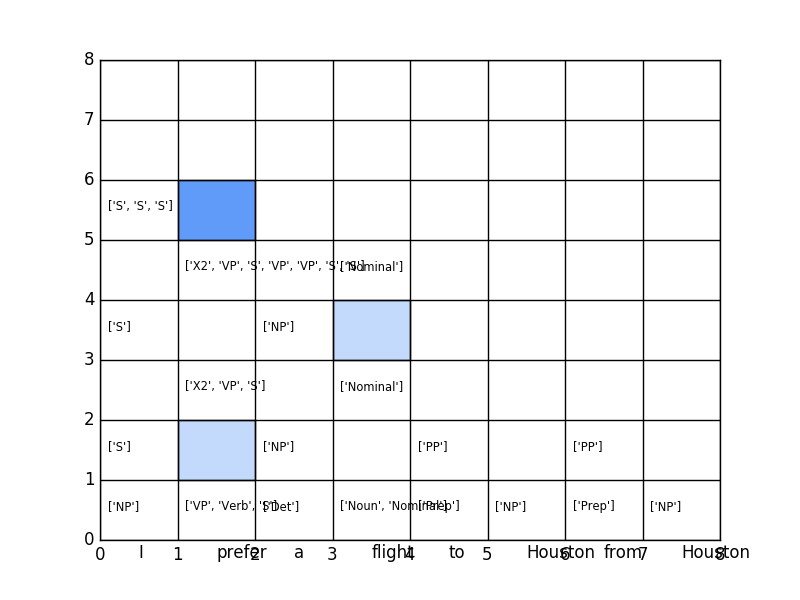 8
7
6
['S', 'S', 'S']
5
['X2', 'VP', 'S', 'VP', 'VP', 'S', 'S'] ['Nominal']
4
['S'] ['NP']
3
['X2', 'VP', 'S'] ['Nominal']
2
['S'] ['NP'] ['PP'] ['PP']
1
['NP'] ['VP', 'Verb', 'S'] ['Det'] ['Noun', 'Nominal'] ['Prep'] ['NP'] ['Prep'] ['NP']
0
0 1 2 3 4 5 6 7 8
I prefer a flight to Houston from Houston